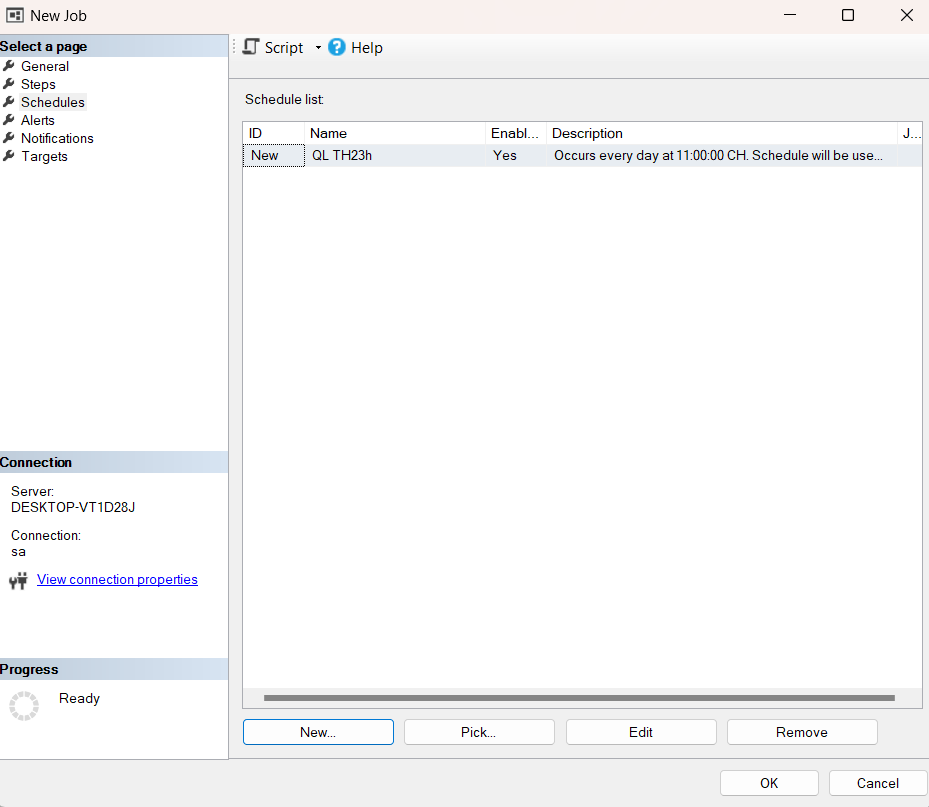 New Job
Select a page
General
Steps
Schedules
Alerts
Notifications
Targets
Script
Help
Schedule list:
ID Name Enabl... Description J...
New QL TH23h Yes Occurs every day at 11:00:00 CH. Schedule will be use...
Connection
Server:
DESKTOP-VT1D28J
Connection:
sa
View connection properties
Progress
Ready
New... Pick... Edit Remove
OK Cancel